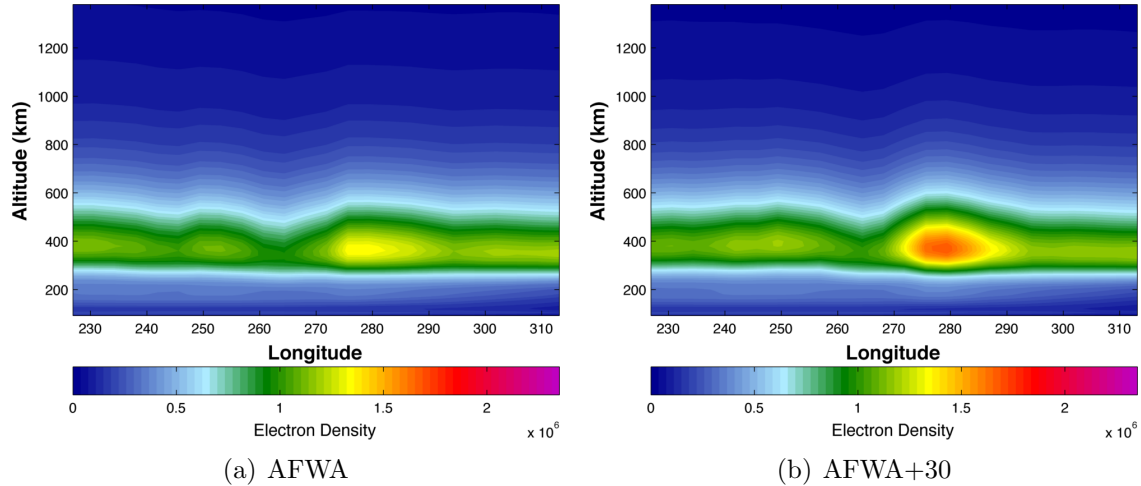 Altitude (km)
1200
1000
800
600
400
200
230 240 250 260 270 280 290 300 310
Longitude
0 0.5 1 1.5 2
Electron Density
x 10^6
(a) AFWA
Altitude (km)
1200
1000
800
600
400
200
230 240 250 260 270 280 290 300 310
Longitude
0 0.5 1 1.5 2
Electron Density
x 10^6
(b) AFWA+30